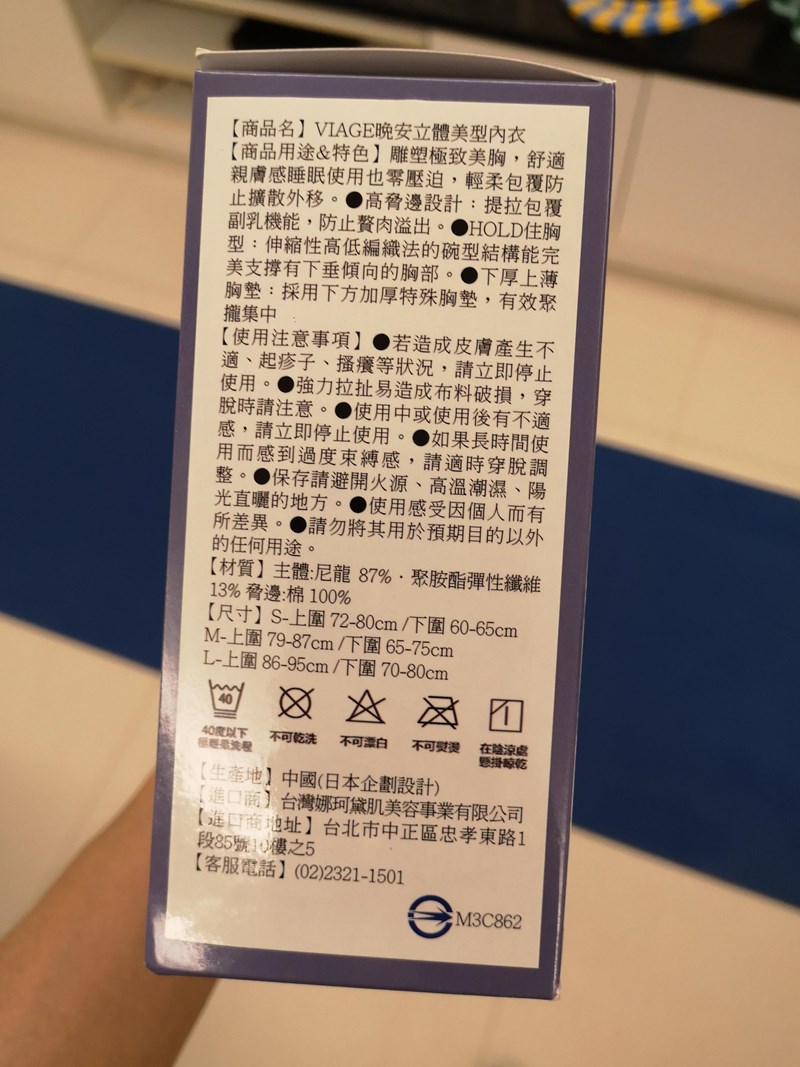 【商品名】VIAGE晚安立體美型內衣
【商品用途&特色】雕塑極致美胸，舒適
親膚感睡眠使用也零壓迫，輕柔包覆防
止擴散外移。●高脅邊設計：提拉包覆
副乳機能，防止贅肉溢出。●HOLD住胸
型：伸縮性高低編織法的碗型結構能完
美支撐有下垂傾向的胸部。●下厚上薄
胸墊：採用下方加厚特殊胸墊，有效聚
攏集中
【使用注意事項】●若造成皮膚產生不
適、起疹子、搔癢等狀況，請立即停止
使用。●強力拉扯易造成布料破損，穿
脫時請注意。●使用中或使用後有不適
感，請立即停止使用。●如果長時間使
用而感到過度束縛感，請適時穿脫調
整。●保存請避開火源、高溫潮濕、陽
光直曬的地方。●使用感受因個人而有
所差異。●請勿將其用於預期目的以外
的任何用途。
【材質】主體:尼龍 87%．聚胺酯彈性纖維
13% 脅邊:棉 100%
【尺寸】S-上圍 72-80cm /下圍 60-65cm
M-上圍 79-87cm /下圍 65-75cm
L-上圍 86-95cm /下圍 70-80cm
40
40度以下
極輕柔洗程
不可乾洗
不可漂白
不可熨燙
在陰涼處
懸掛晾乾
【生產地】中國(日本企劃設計)
【進口商】台灣娜珂黛肌美容事業有限公司
【進口商地址】台北市中正區忠孝東路1
段85號10樓之5
【客服電話】(02)2321-1501
M3C862